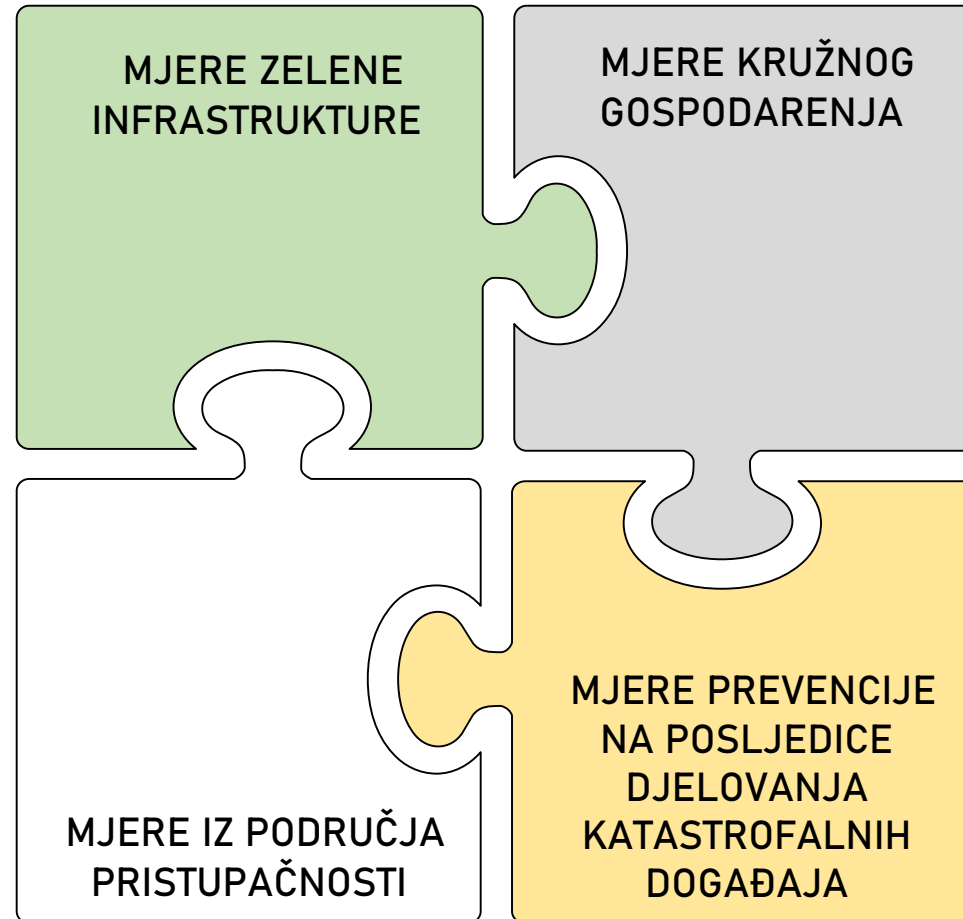 MJERE ZELENE
INFRASTRUKTURE
MJERE KRUŽNOG
GOSPODARENJA
MJERE IZ PODRUČJA
PRISTUPAČNOSTI
MJERE PREVENCIJE
NA POSLJEDICE
DJELOVANJA
KATASTROFALNIH
DOGAĐAJA